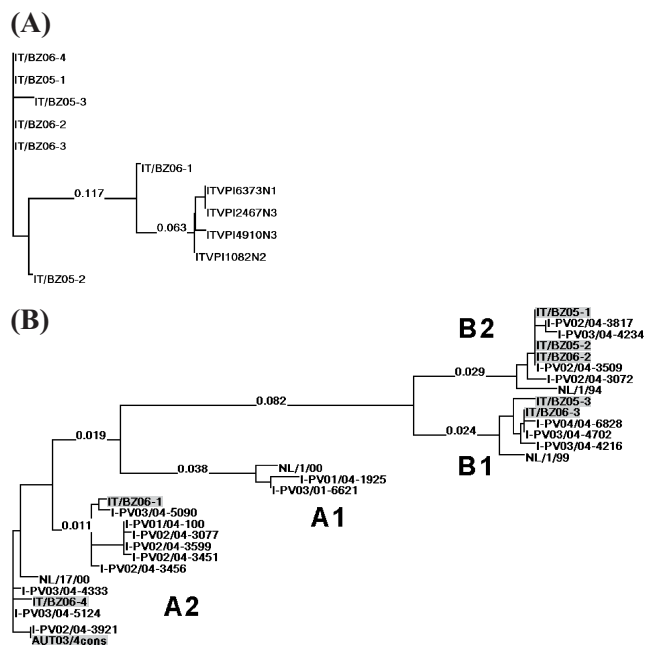 (A)
IT/BZ06-4
IT/BZ05-1
IT/BZ05-3
IT/BZ06-2
IT/BZ06-3
IT/BZ06-1
0.117
ITVPI6373N1
ITVPI2467N3
0.063
ITVPI4910N3
ITVPI1082N2
IT/BZ05-2
(B)
B2
IT/BZ05-1
I-PV02/04-3817
I-PV03/04-4234
IT/BZ05-2
IT/BZ06-2
I-PV02/04-3509
0.029
I-PV02/04-3072
NL/1/94
0.082
IT/BZ05-3
IT/BZ06-3
I-PV04/04-6828
0.024
I-PV03/04-4702
I-PV03/04-4216
NL/1/99
B1
0.019
0.038
NL/1/00
I-PV01/04-1925
I-PV03/01-6621
A1
IT/BZ06-1
I-PV03/04-5090
0.011
I-PV01/04-100
I-PV02/04-3077
I-PV02/04-3599
I-PV02/04-3451
I-PV02/04-3456
NL/17/00
I-PV03/04-4333
IT/BZ06-4
A2
I-PV03/04-5124
I-PV02/04-3921
AUT03/4cons